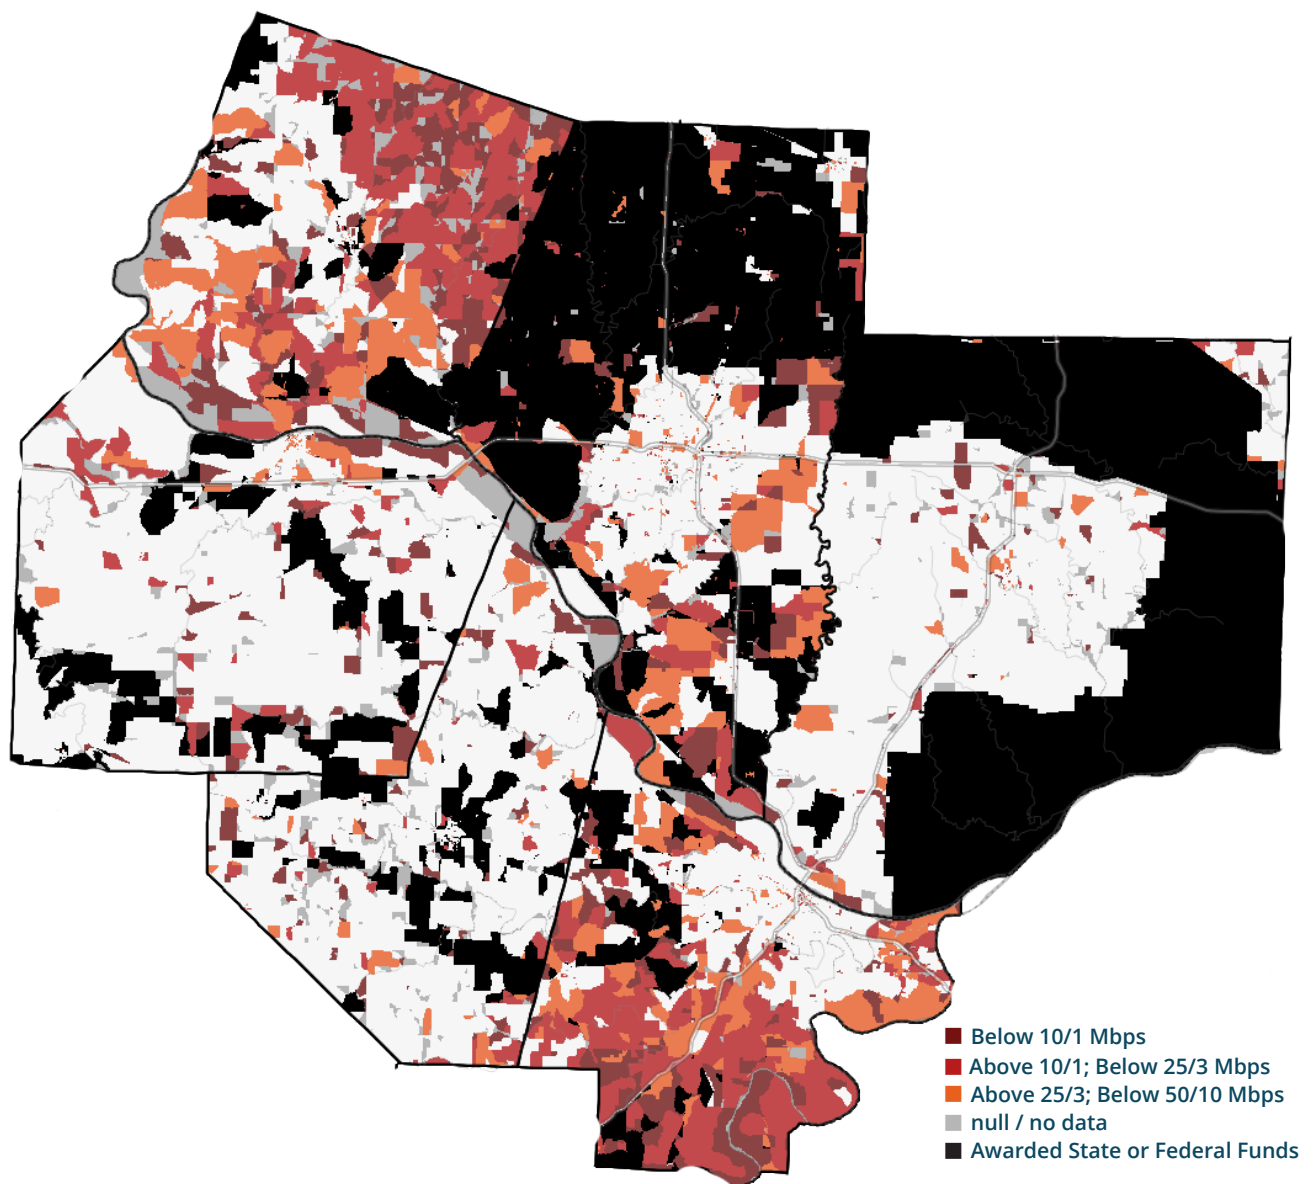 Below 10/1 Mbps
Above 10/1; Below 25/3 Mbps
Above 25/3; Below 50/10 Mbps
null / no data
Awarded State or Federal Funds